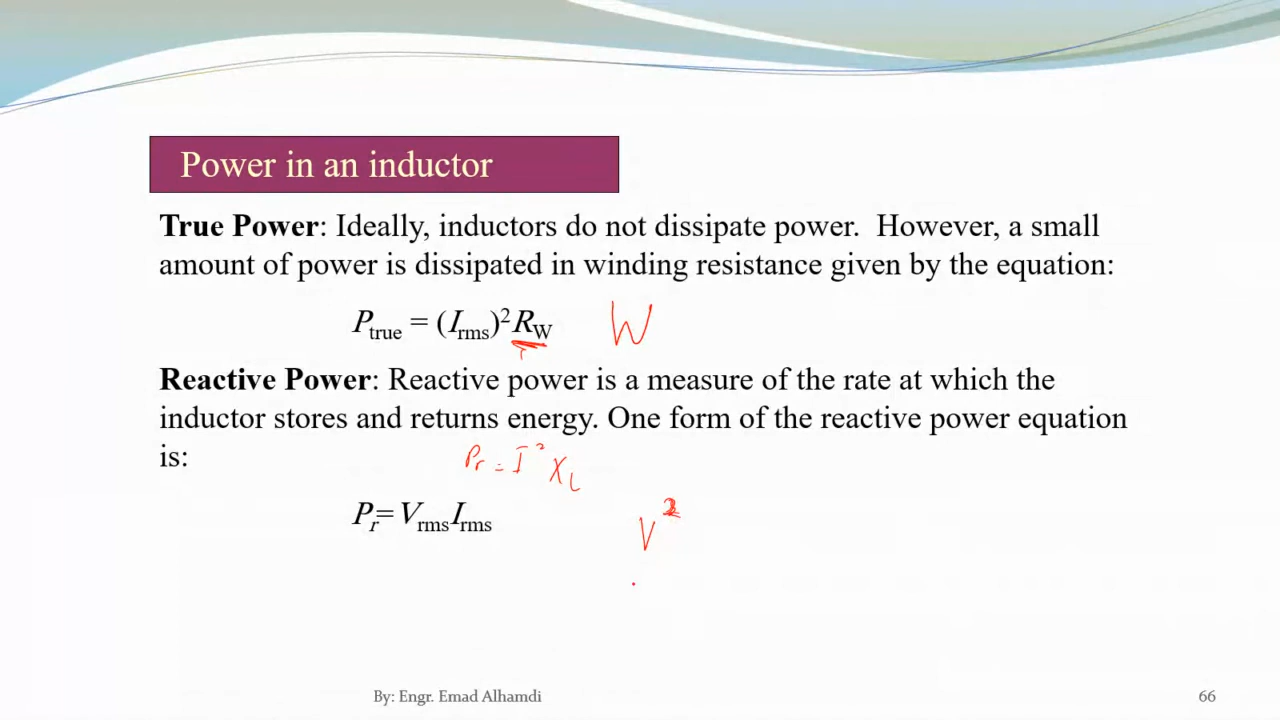 Power in an inductor
True Power: Ideally, inductors do not dissipate power. However, a small
amount of power is dissipated in winding resistance given by the equation:
Ptrue = (Irms)²RW W
Reactive Power: Reactive power is a measure of the rate at which the
inductor stores and returns energy. One form of the reactive power equation
is:
Pr = I² XL
Pr= VrmsIrms
V²
By: Engr. Emad Alhamdi 66